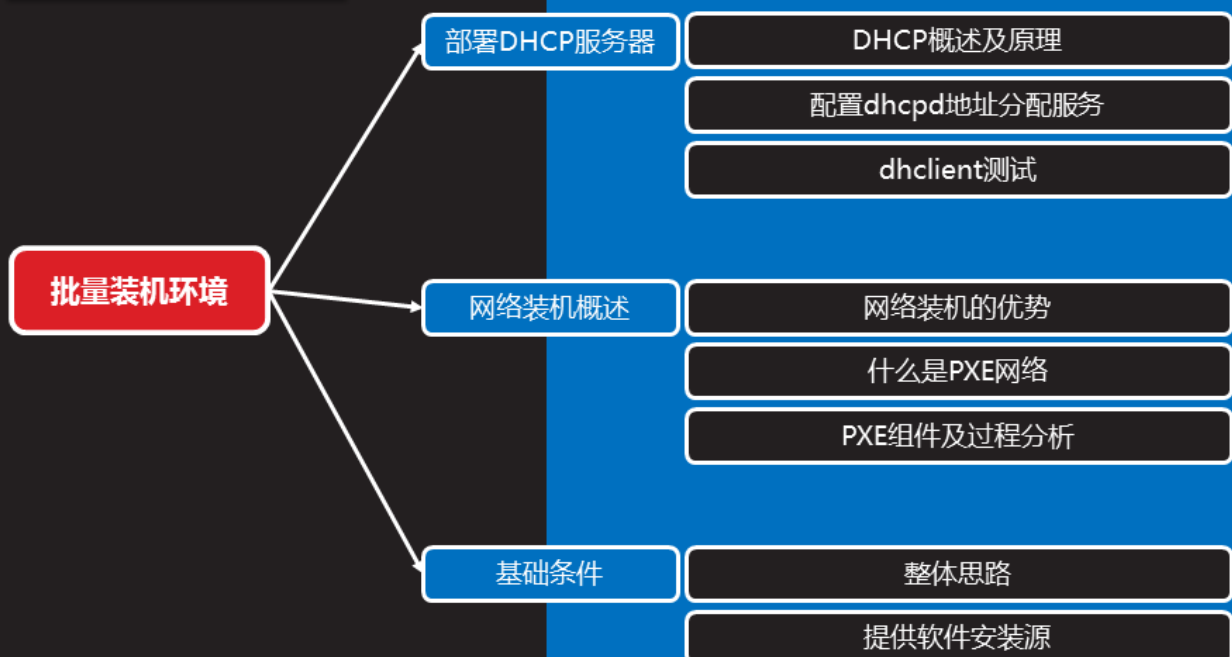 批量装机环境
部署DHCP服务器
DHCP概述及原理
配置dhcpd地址分配服务
dhclient测试
网络装机概述
网络装机的优势
什么是PXE网络
PXE组件及过程分析
基础条件
整体思路
提供软件安装源